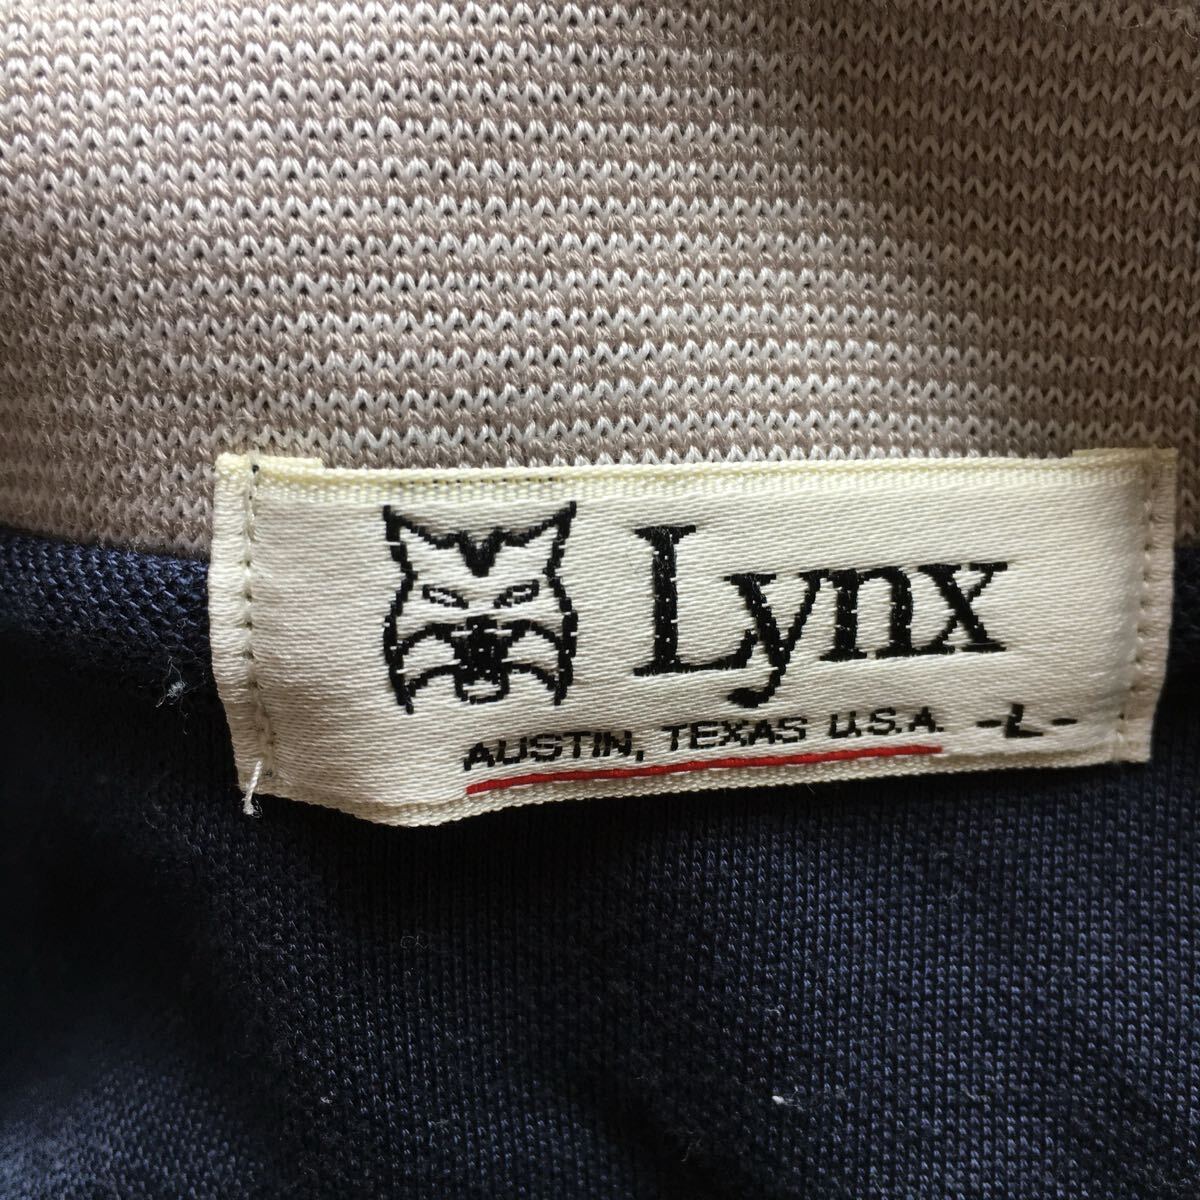 Lynx
AUSTIN, TEXAS U.S.A. -L-